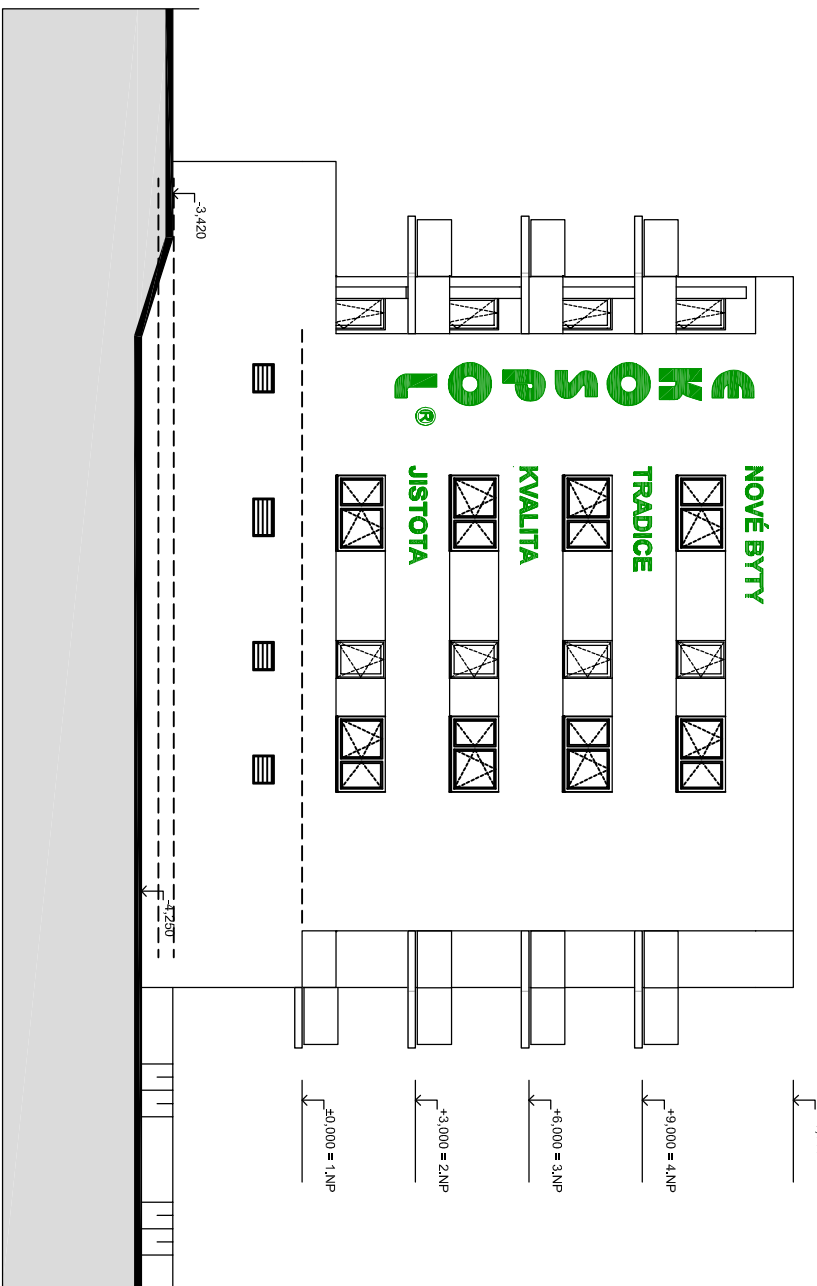 EKOSPOL®
NOVÉ BYTY
TRADICE
KVALITA
JISTOTA
+9,000 = 4.NP
+6,000 = 3.NP
+3,000 = 2.NP
±0,000 = 1.NP
-3,420
-4,250